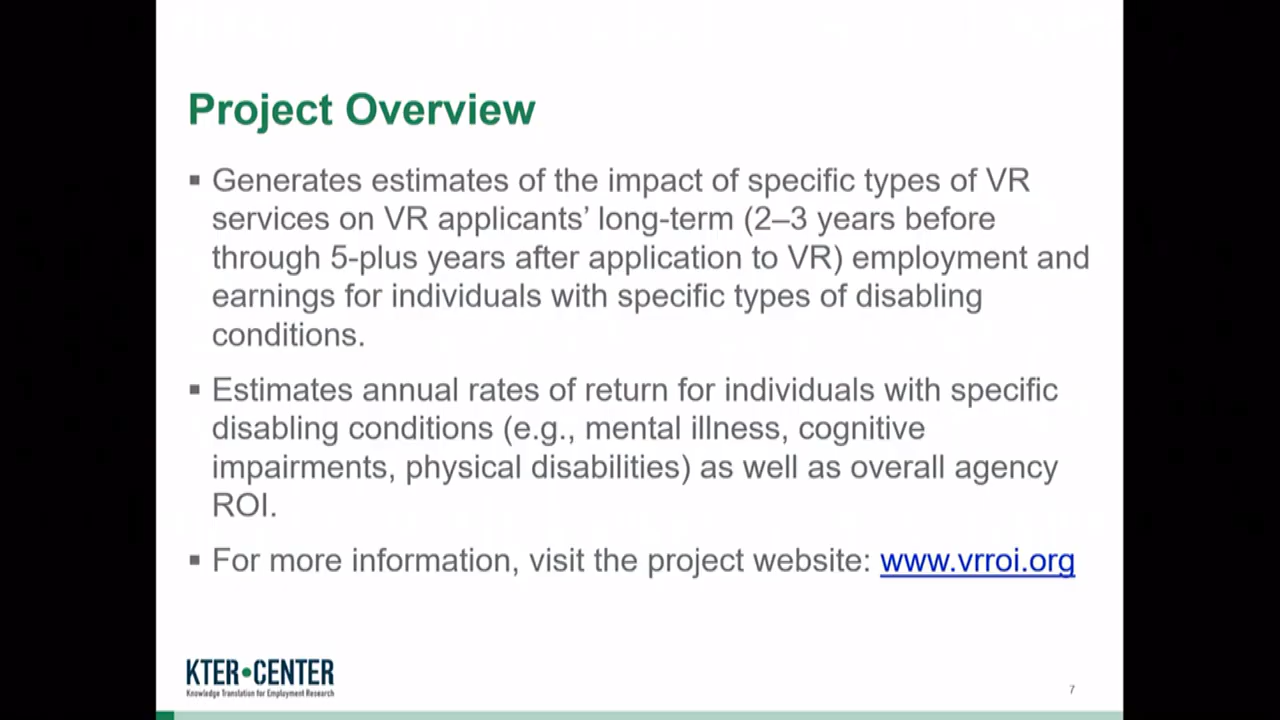 Project Overview
▪ Generates estimates of the impact of specific types of VR
services on VR applicants’ long-term (2–3 years before
through 5-plus years after application to VR) employment and
earnings for individuals with specific types of disabling
conditions.
▪ Estimates annual rates of return for individuals with specific
disabling conditions (e.g., mental illness, cognitive
impairments, physical disabilities) as well as overall agency
ROI.
▪ For more information, visit the project website: www.vrroi.org
KTER•CENTER
Knowledge Translation for Employment Research
7